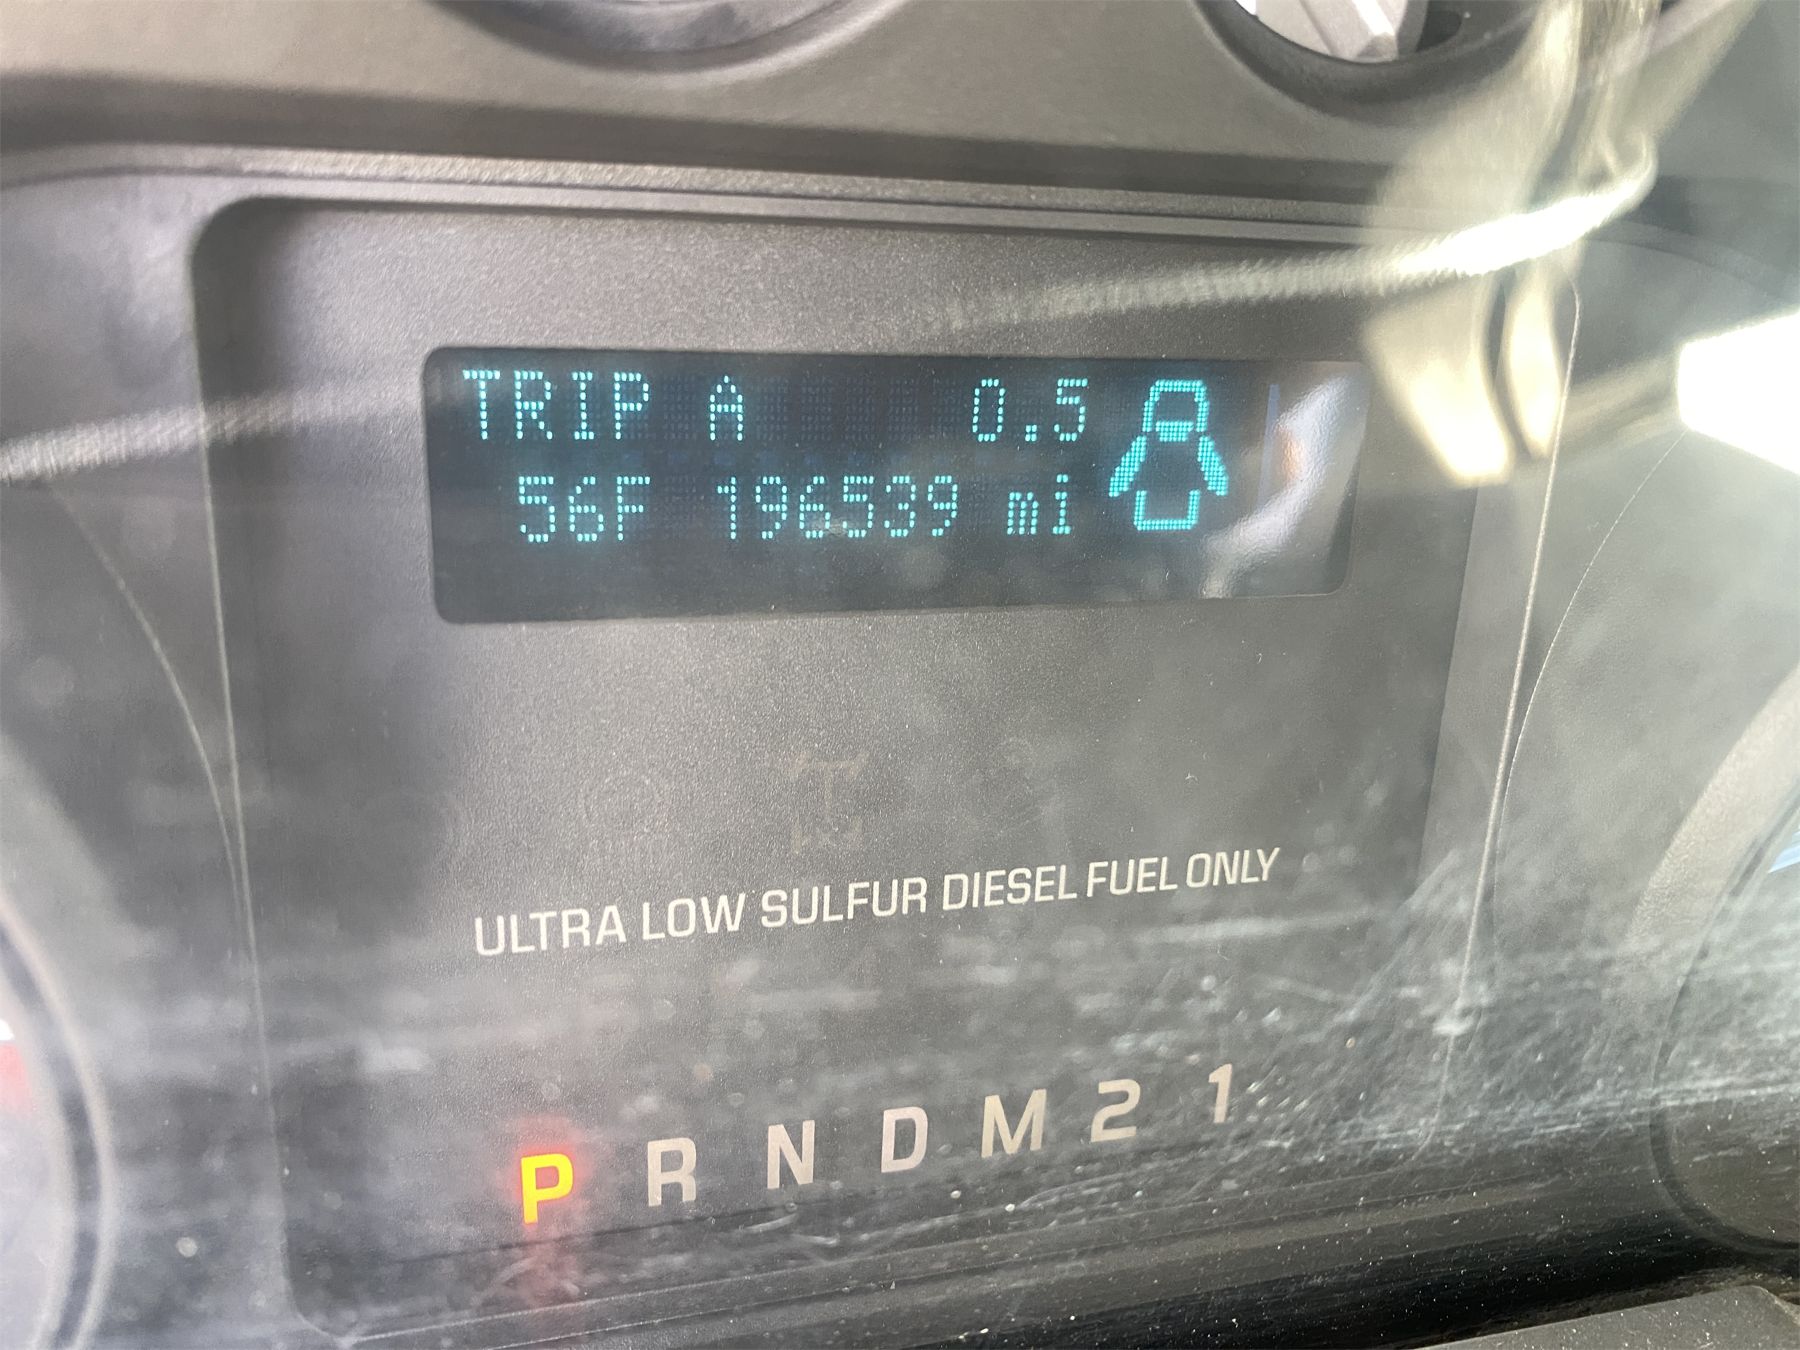 TRIP A 0.5
56F 196539 mi
ULTRA LOW SULFUR DIESEL FUEL ONLY
P R N D M 2 1